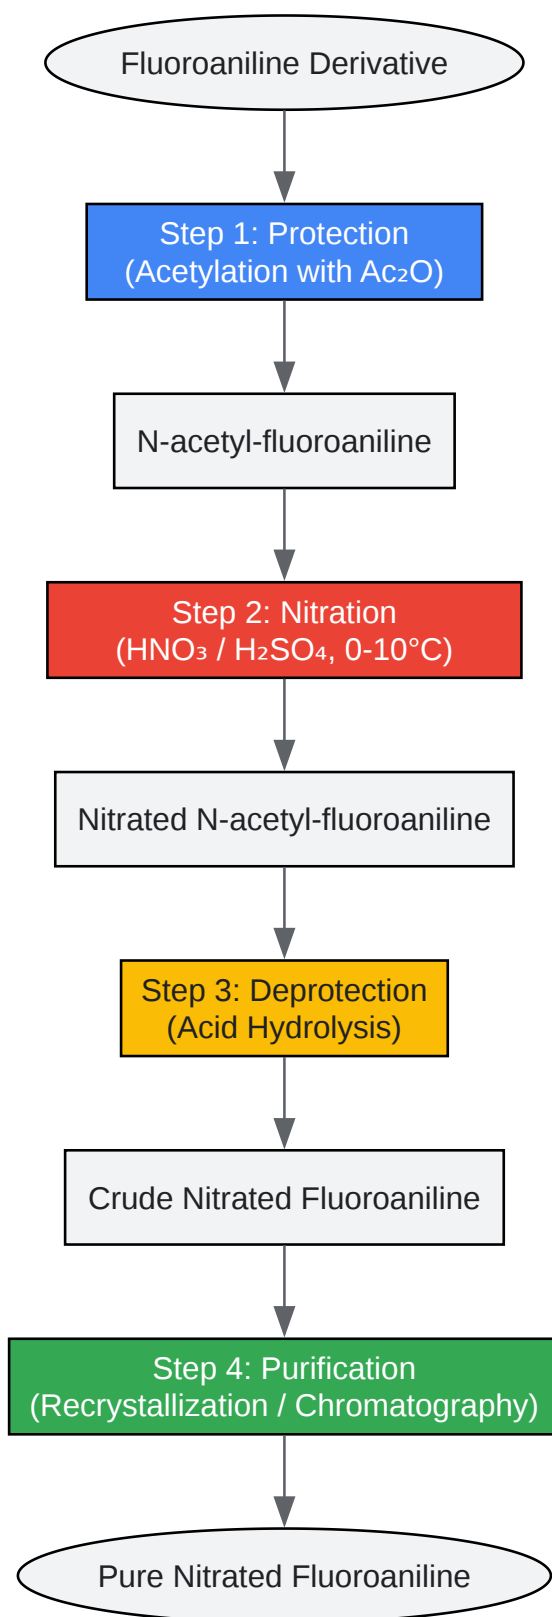 Fluoroaniline Derivative
Step 1: Protection
(Acetylation with Ac₂O)
N-acetyl-fluoroaniline
Step 2: Nitration
(HNO₃ / H₂SO₄, 0-10°C)
Nitrated N-acetyl-fluoroaniline
Step 3: Deprotection
(Acid Hydrolysis)
Crude Nitrated Fluoroaniline
Step 4: Purification
(Recrystallization / Chromatography)
Pure Nitrated Fluoroaniline